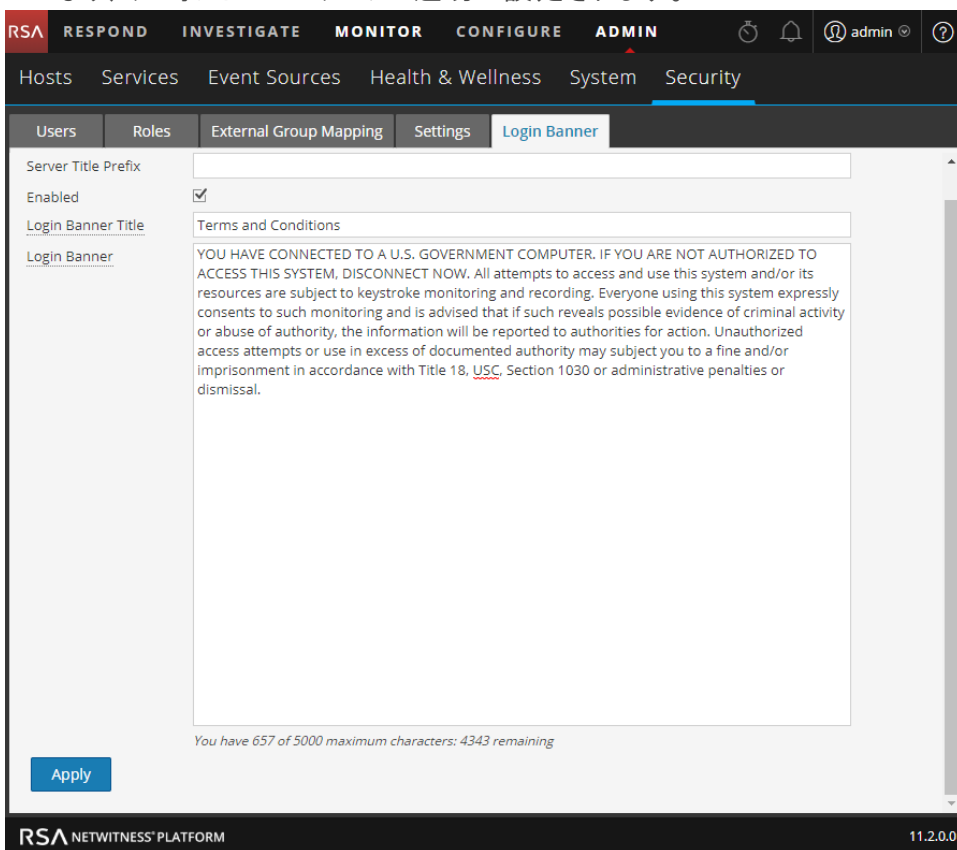 設定されます。
RSA RESPOND INVESTIGATE MONITOR CONFIGURE ADMIN admin ?
Hosts Services Event Sources Health & Wellness System Security
Users Roles External Group Mapping Settings Login Banner
Server Title Prefix
Enabled
Login Banner Title Terms and Conditions
Login Banner YOU HAVE CONNECTED TO A U.S. GOVERNMENT COMPUTER. IF YOU ARE NOT AUTHORIZED TO
ACCESS THIS SYSTEM, DISCONNECT NOW. All attempts to access and use this system and/or its
resources are subject to keystroke monitoring and recording. Everyone using this system expressly
consents to such monitoring and is advised that if such reveals possible evidence of criminal activity
or abuse of authority, the information will be reported to authorities for action. Unauthorized
access attempts or use in excess of documented authority may subject you to a fine and/or
imprisonment in accordance with Title 18, USC, Section 1030 or administrative penalties or
dismissal.
You have 657 of 5000 maximum characters: 4343 remaining
Apply
RSA NETWITNESS® PLATFORM 11.2.0.0